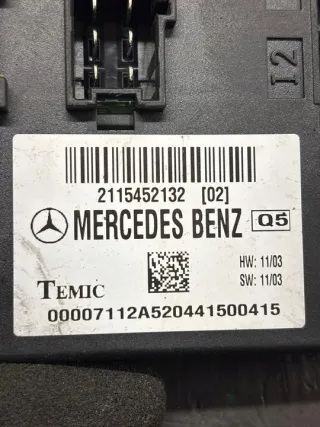 12
2115452132 [02]
MERCEDES BENZ Q5
HW: 11/03
SW: 11/03
TEMIC
00007112A520441500415